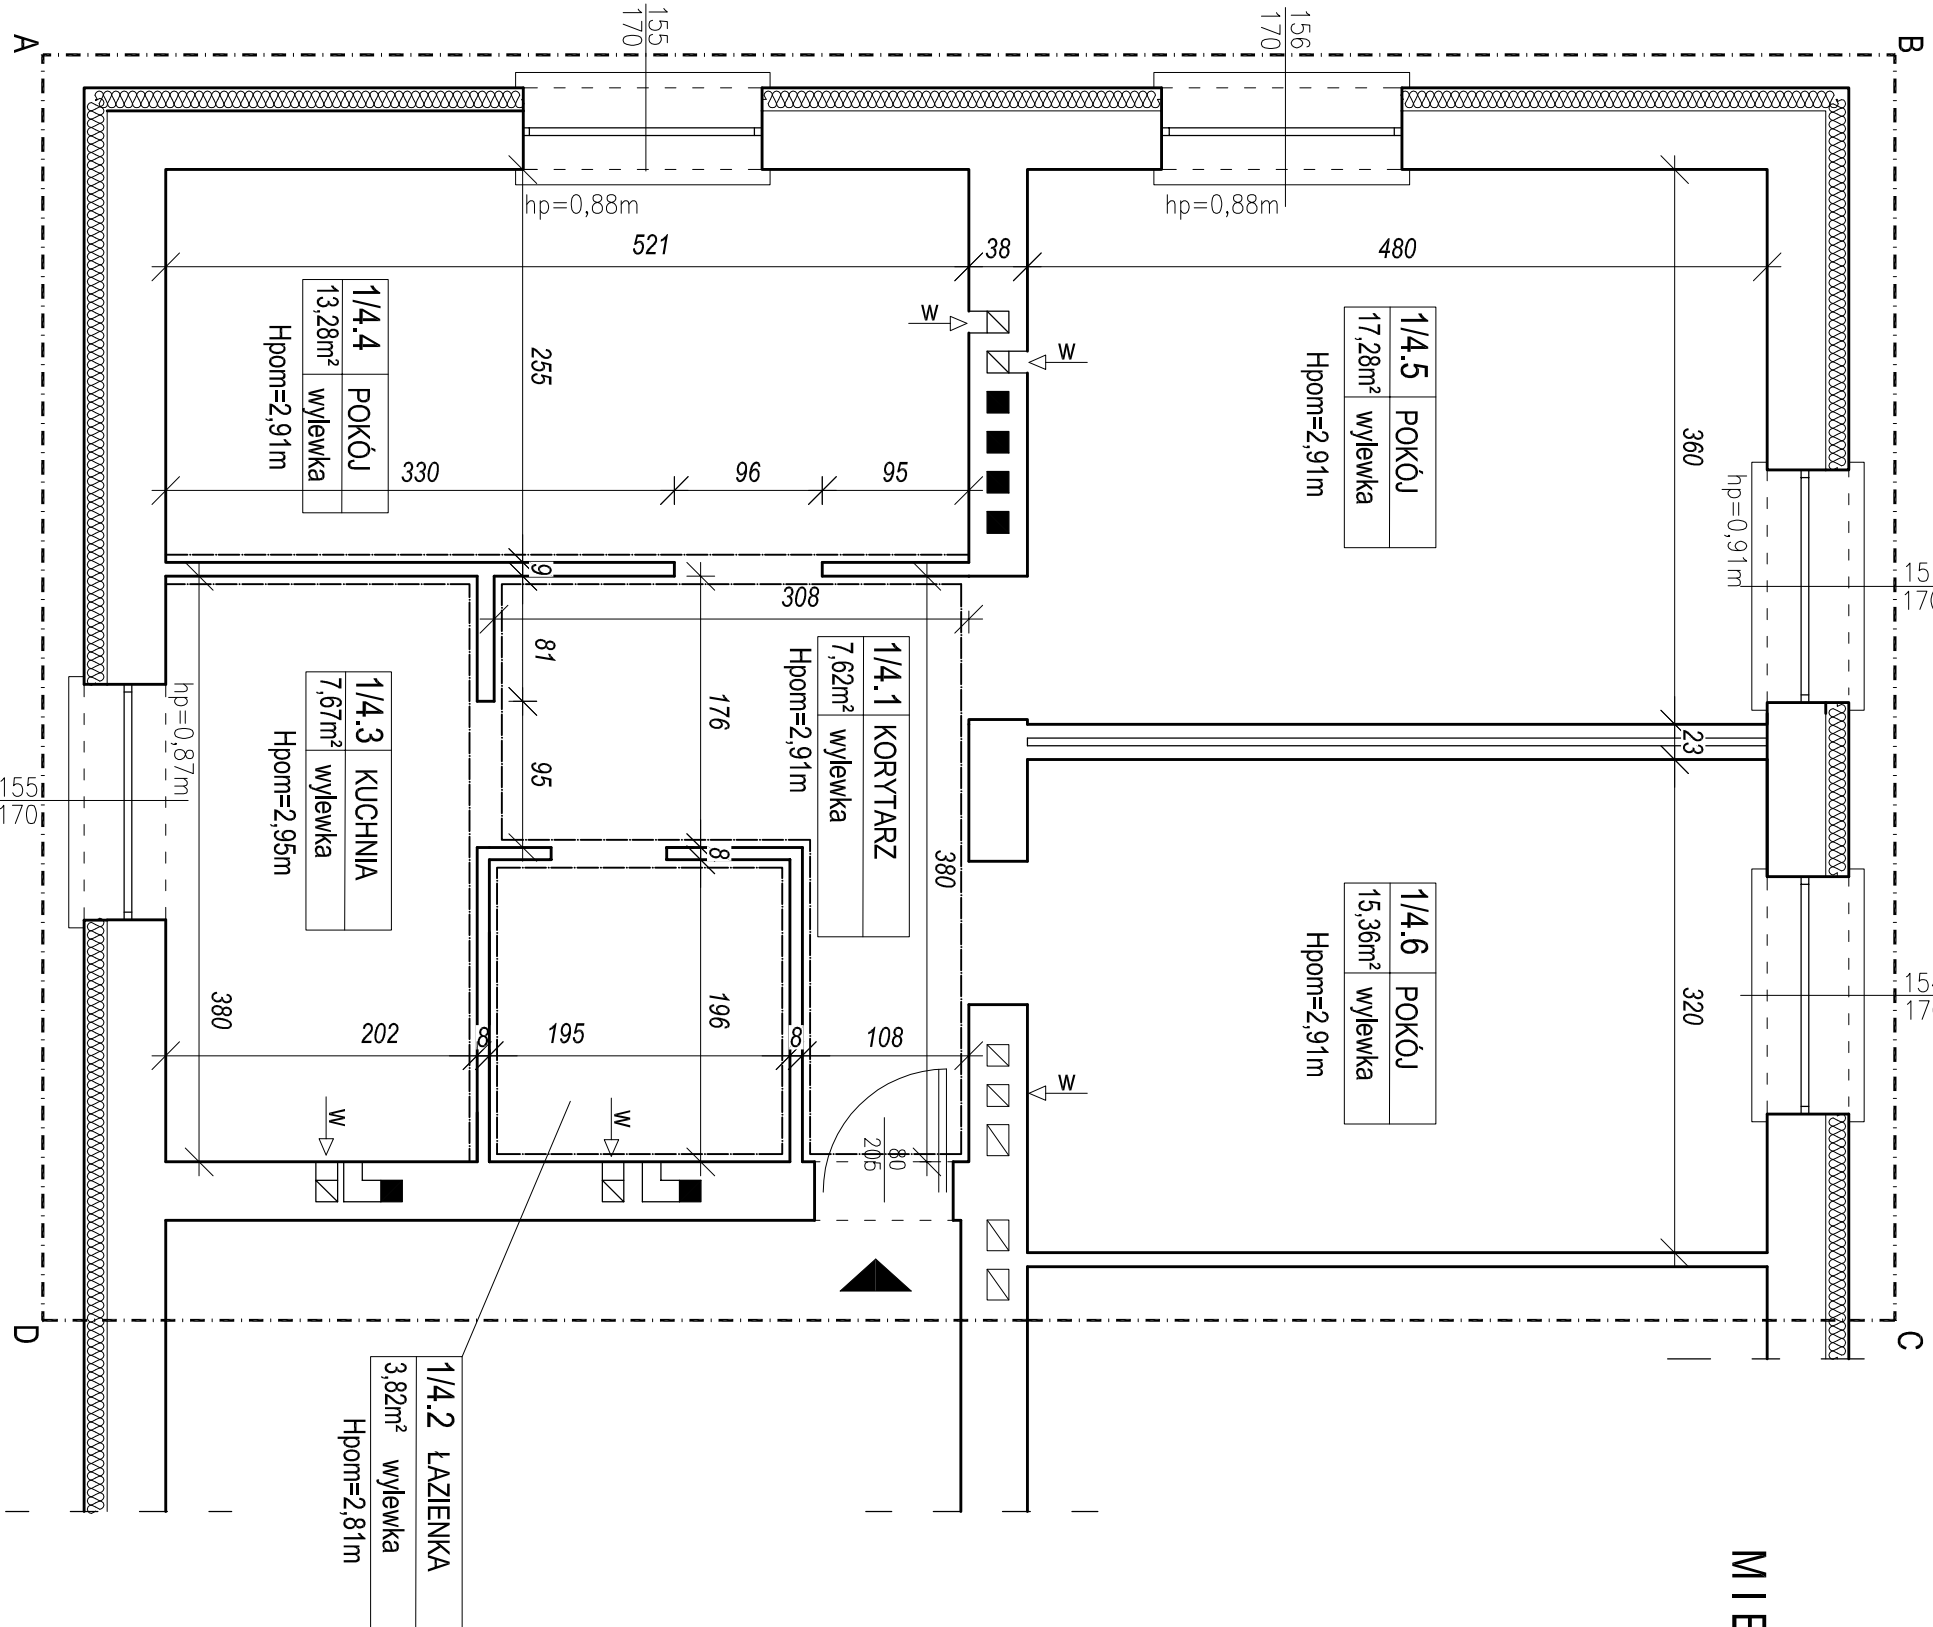 A
B
C
D
155
170
156
170
hp=0,88m
hp=0,88m
521
38
480
W
W
255
330
96
95
360
1/4.4 POKÓJ
13,28m² wylewka
Hpom=2,91m
1/4.5 POKÓJ
17,28m² wylewka
Hpom=2,91m
hp=0,91m
9
308
81
176
95
8
380
23
1/4.1 KORYTARZ
7,62m² wylewka
Hpom=2,91m
1/4.3 KUCHNIA
7,67m² wylewka
Hpom=2,95m
hp=0,87m
155
170
1/4.6 POKÓJ
15,36m² wylewka
Hpom=2,91m
320
380
202
8
195
196
8
108
W
W
W
80
205
1/4.2 ŁAZIENKA
3,82m² wylewka
Hpom=2,81m